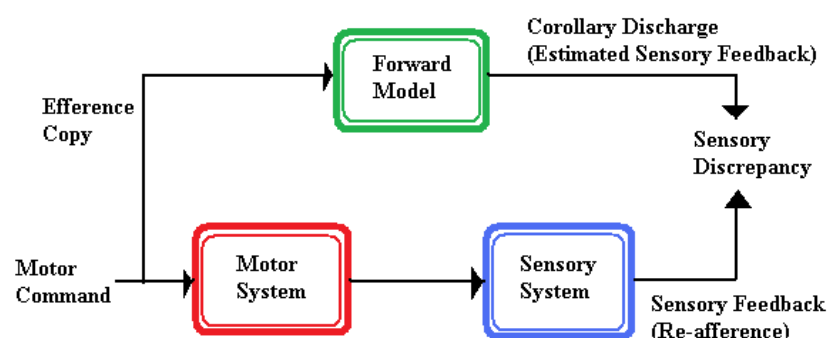 Corollary Discharge
(Estimated Sensory Feedback)
Forward
Model
Efference
Copy
Sensory
Discrepancy
Motor
Command
Motor
System
Sensory
System
Sensory Feedback
(Re-afference)